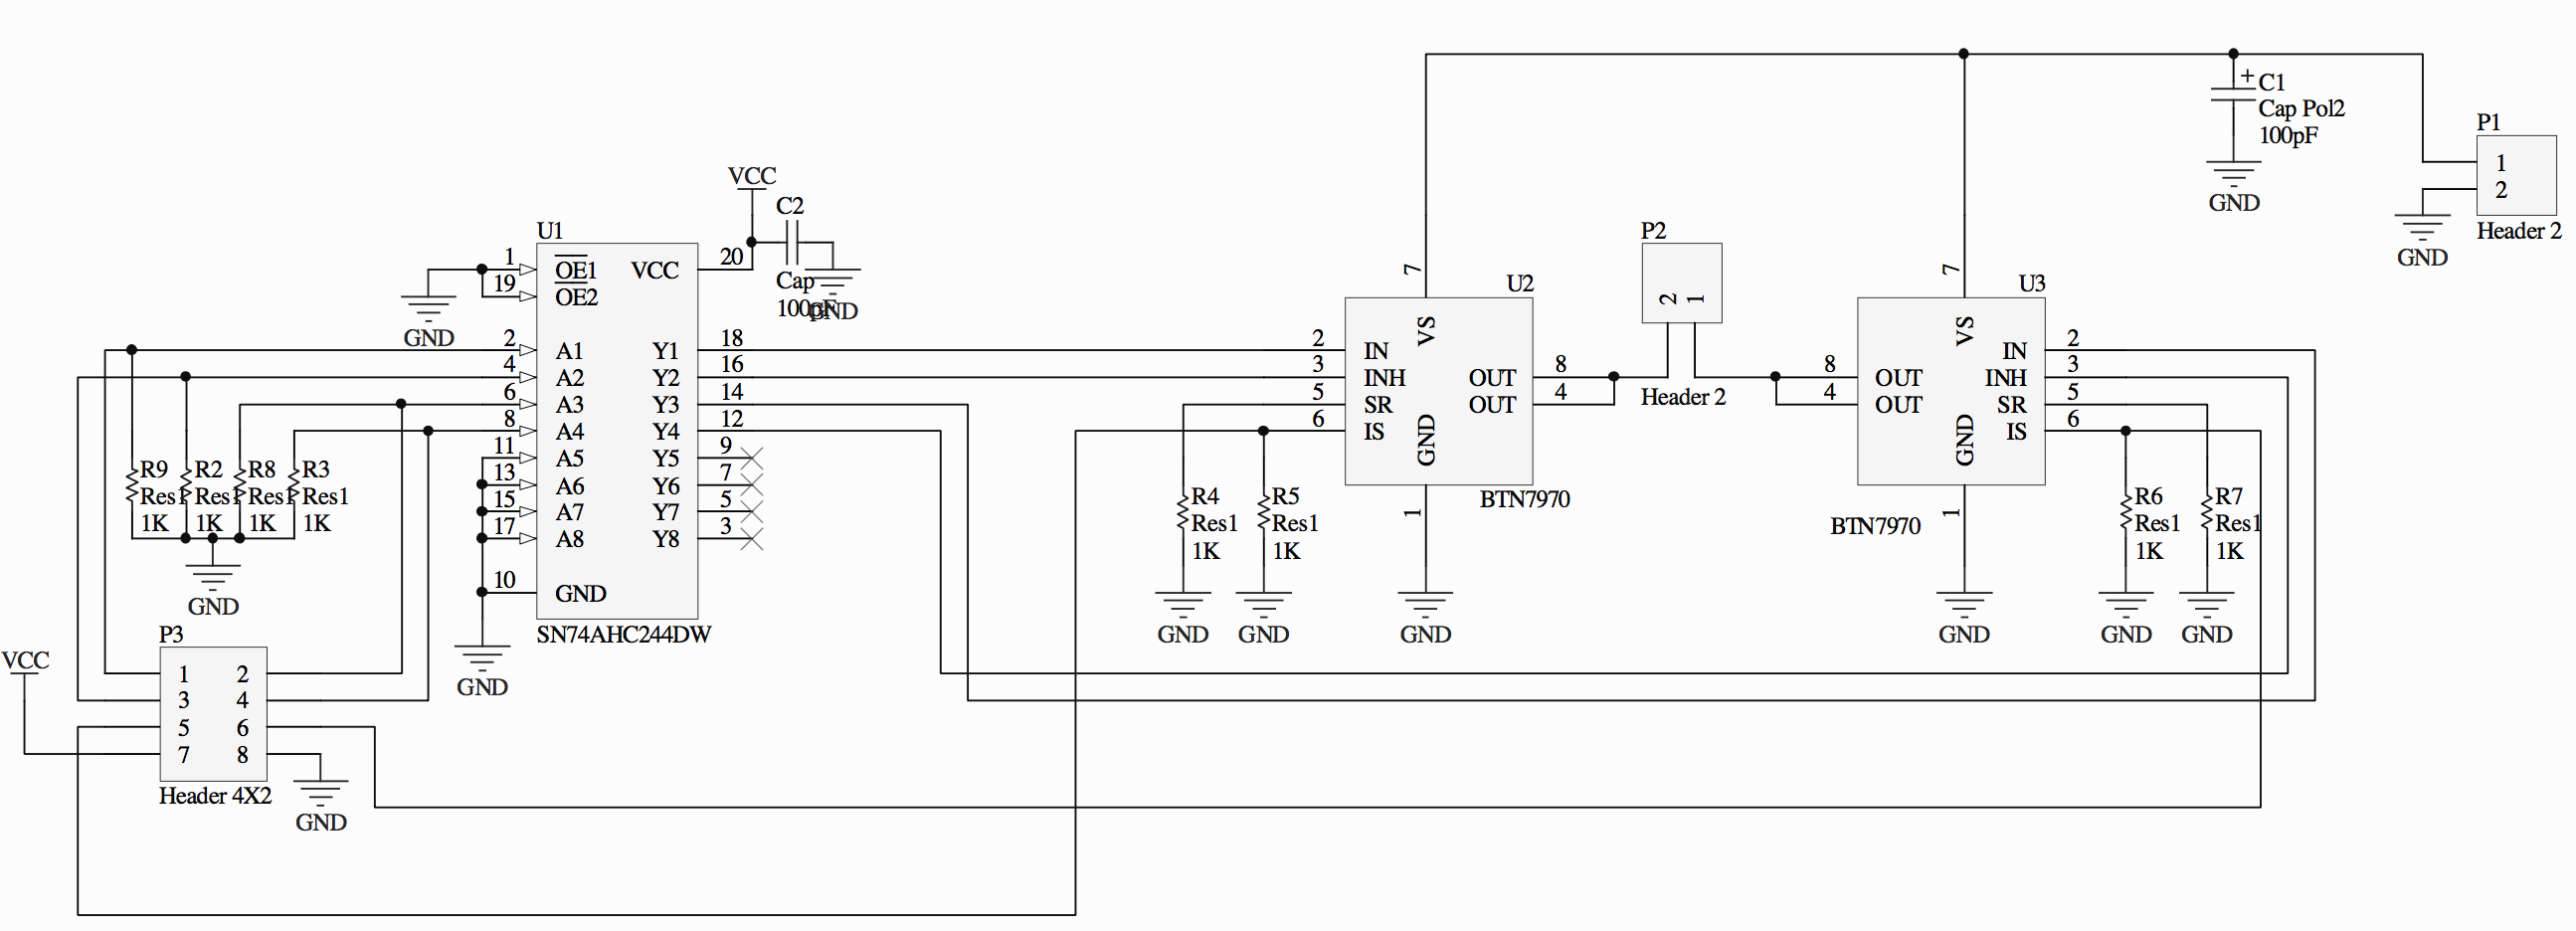 C1
Cap Pol2
100pF
GND
P1
1
2
Header 2
GND
VCC
C2
Cap
100pF
GND
U1
1
19
2
4
6
8
11
13
15
17
10
OE1
OE2
A1
A2
A3
A4
A5
A6
A7
A8
GND
VCC
Y1
Y2
Y3
Y4
Y5
Y6
Y7
Y8
20
18
16
14
12
9
7
5
3
SN74AHC244DW
GND
GND
R9
Res1
1K
R2
Res1
1K
R8
Res1
1K
R3
Res1
1K
GND
P3
VCC
1 2
3 4
5 6
7 8
Header 4X2
GND
U2
7
2
3
5
6
IN
INH
SR
IS
VS
GND
OUT
OUT
8
4
1
BTN7970
GND
R4
Res1
1K
GND
R5
Res1
1K
GND
P2
2
1
Header 2
U3
7
8
4
OUT
OUT
VS
GND
IN
INH
SR
IS
2
3
5
6
1
BTN7970
GND
R6
Res1
1K
GND
R7
Res1
1K
GND